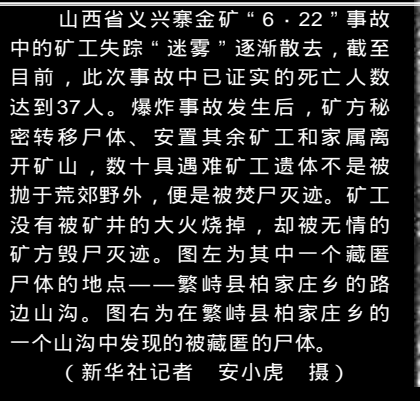 山西省义兴寨金矿“6·22”事故
中的矿工失踪“迷雾”逐渐散去，截至
目前，此次事故中已证实的死亡人数
达到37人。爆炸事故发生后，矿方秘
密转移尸体、安置其余矿工和家属离
开矿山，数十具遇难矿工遗体不是被
抛于荒郊野外，便是被焚尸灭迹。矿工
没有被矿井的大火烧掉，却被无情的
矿方毁尸灭迹。图左为其中一个藏匿
尸体的地点——繁峙县柏家庄乡的路
边山沟。图右为在繁峙县柏家庄乡的
一个山沟中发现的被藏匿的尸体。
（新华社记者　安小虎　摄）